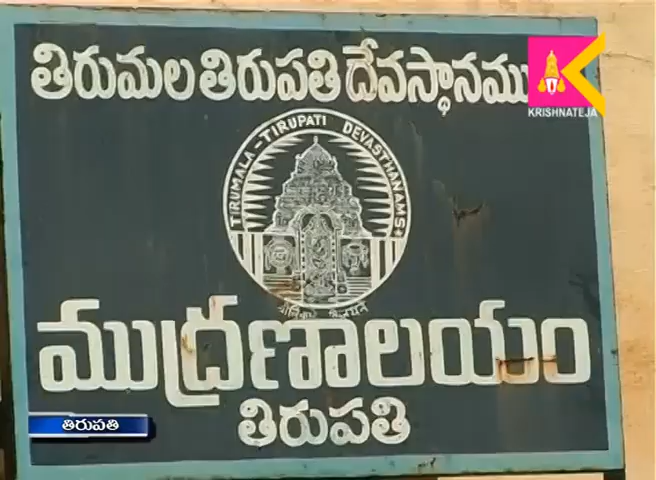 తిరుమల తిరుపతి దేవస్థానము
KRISHNATEJA
TIRUMALA-TIRUPATI DEVASTHANAMS
ముద్రణాలయం
తిరుపతి
తిరుపతి